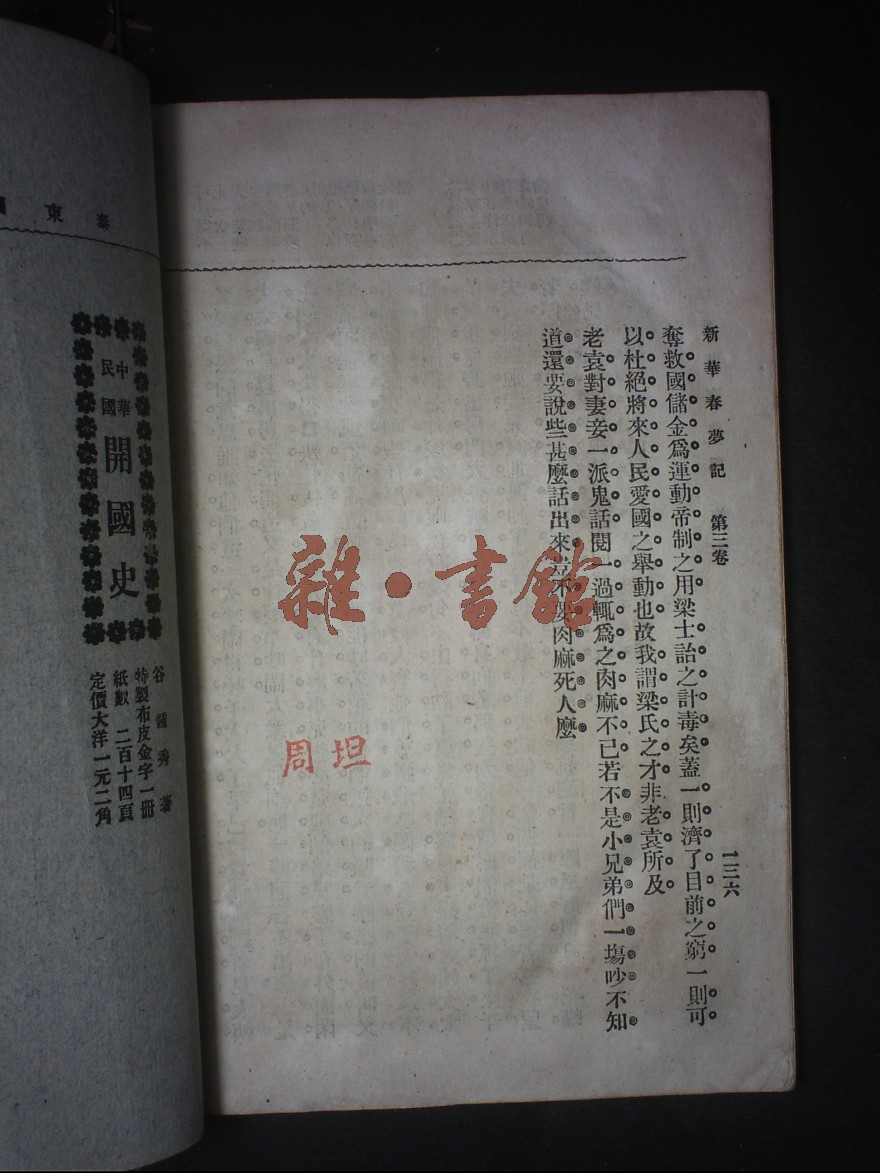 新華春夢記　第三卷　一三六
奪救國儲金爲運動帝制之用梁士詒之計毒矣蓋一則濟了目前之窮一則可
以杜絕將來人民愛國之舉動也故我謂梁氏之才非老袁所及
老袁對妻妾一派鬼話閱一過輒爲之肉麻不已若不是小兄弟們一場吵不知
道還要說些甚麼話出來豈不要肉麻死人麼
雜·書館
周坦
東
泰
中華
民國
開國史
谷鍾秀著
特製布皮金字一冊
紙數　二百十四頁
定價大洋一元二角